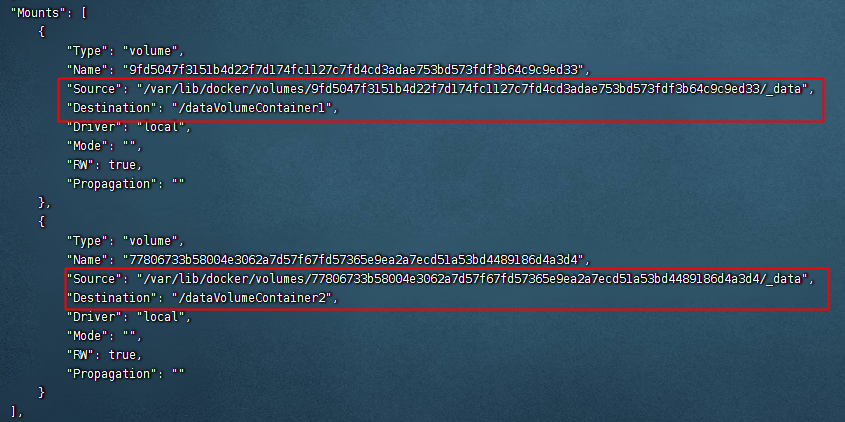 "Mounts": [
{
"Type": "volume",
"Name": "9fd5047f3151b4d22f7d174fc1127c7fd4cd3adae753bd573fdf3b64c9c9ed33",
"Source": "/var/lib/docker/volumes/9fd5047f3151b4d22f7d174fc1127c7fd4cd3adae753bd573fdf3b64c9c9ed33/_data",
"Destination": "/dataVolumeContainer1",
"Driver": "local",
"Mode": "",
"RW": true,
"Propagation": ""
},
{
"Type": "volume",
"Name": "77806733b58004e3062a7d57f67fd57365e9ea2a7ecd51a53bd4489186d4a3d4",
"Source": "/var/lib/docker/volumes/77806733b58004e3062a7d57f67fd57365e9ea2a7ecd51a53bd4489186d4a3d4/_data",
"Destination": "/dataVolumeContainer2",
"Driver": "local",
"Mode": "",
"RW": true,
"Propagation": ""
}
],